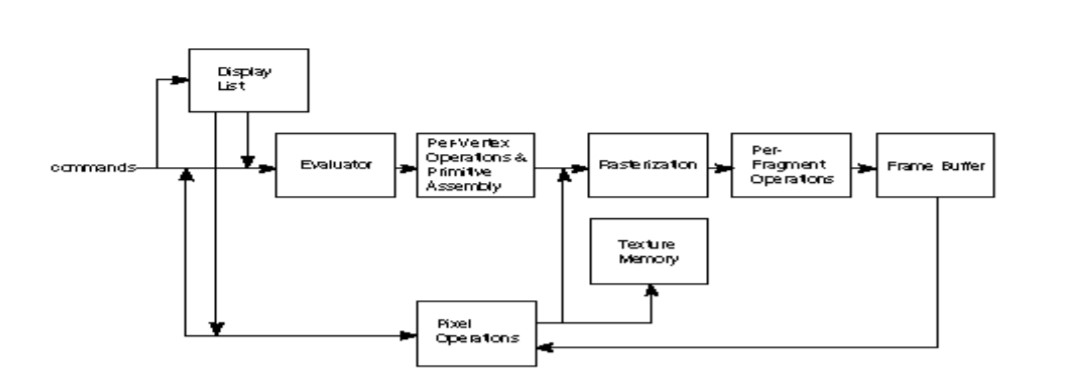 Display
List
commands
Evaluator
Per-Vertex
Operations &
Primitive
Assembly
Rasterization
Per-
Fragment
Operations
Frame Buffer
Texture
Memory
Pixel
Operations